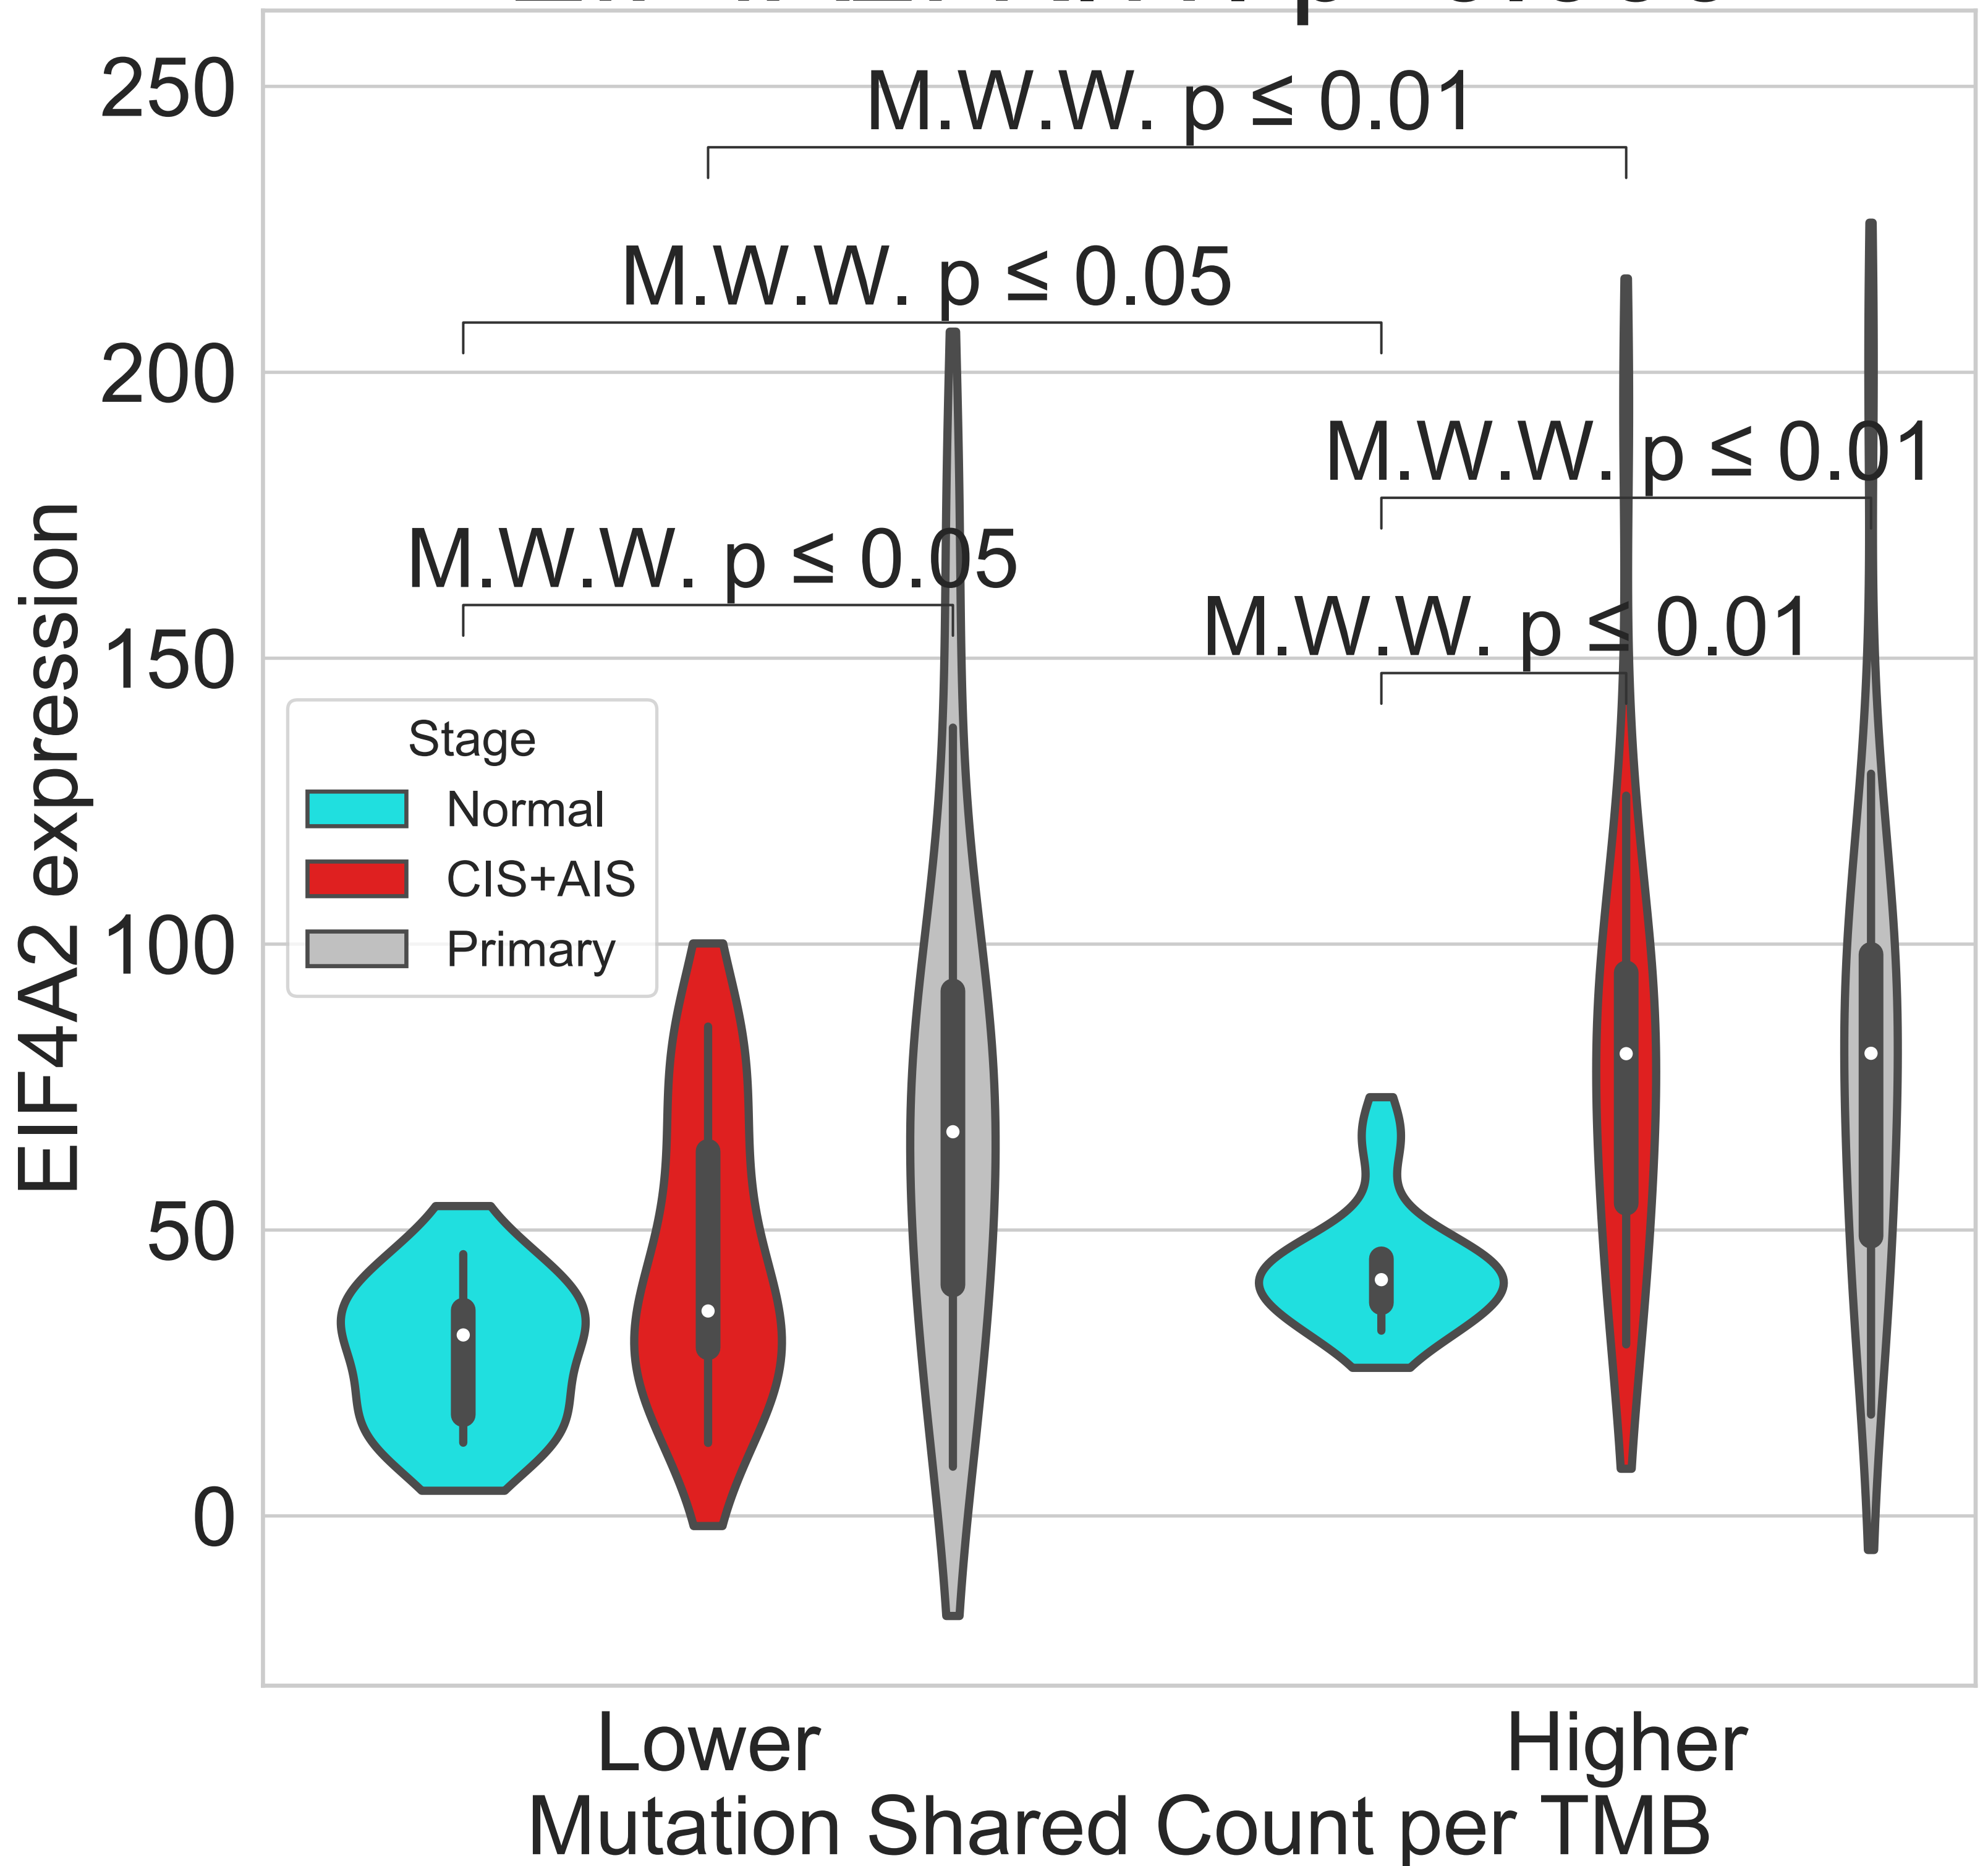 250
M.W.W. p ≤ 0.01
M.W.W. p ≤ 0.05
200
M.W.W. p ≤ 0.01
M.W.W. p ≤ 0.05
M.W.W. p ≤ 0.01
150
Stage
Normal
CIS+AIS
Primary
100
50
0
EIF4A2 expression
Lower
Higher
Mutation Shared Count per TMB